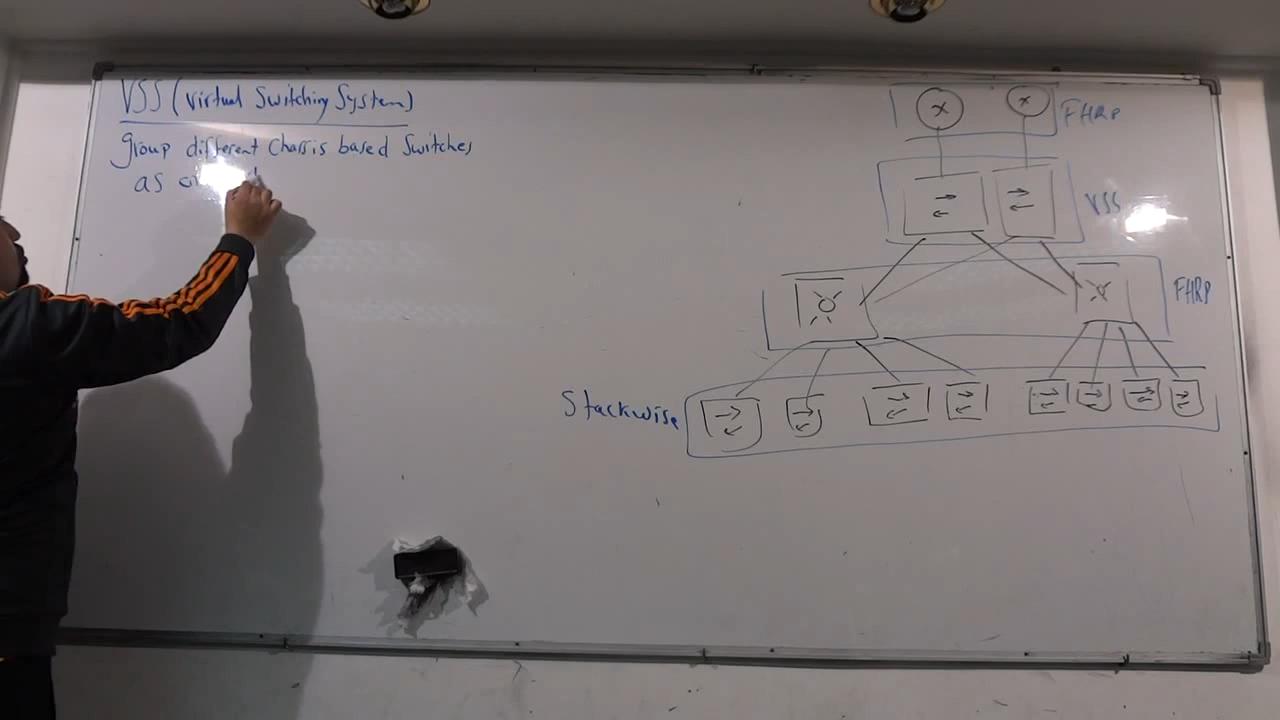 VSS (Virtual Switching System)
group different chassis based switches
as
FHRP
VSS
FHRP
Stackwise